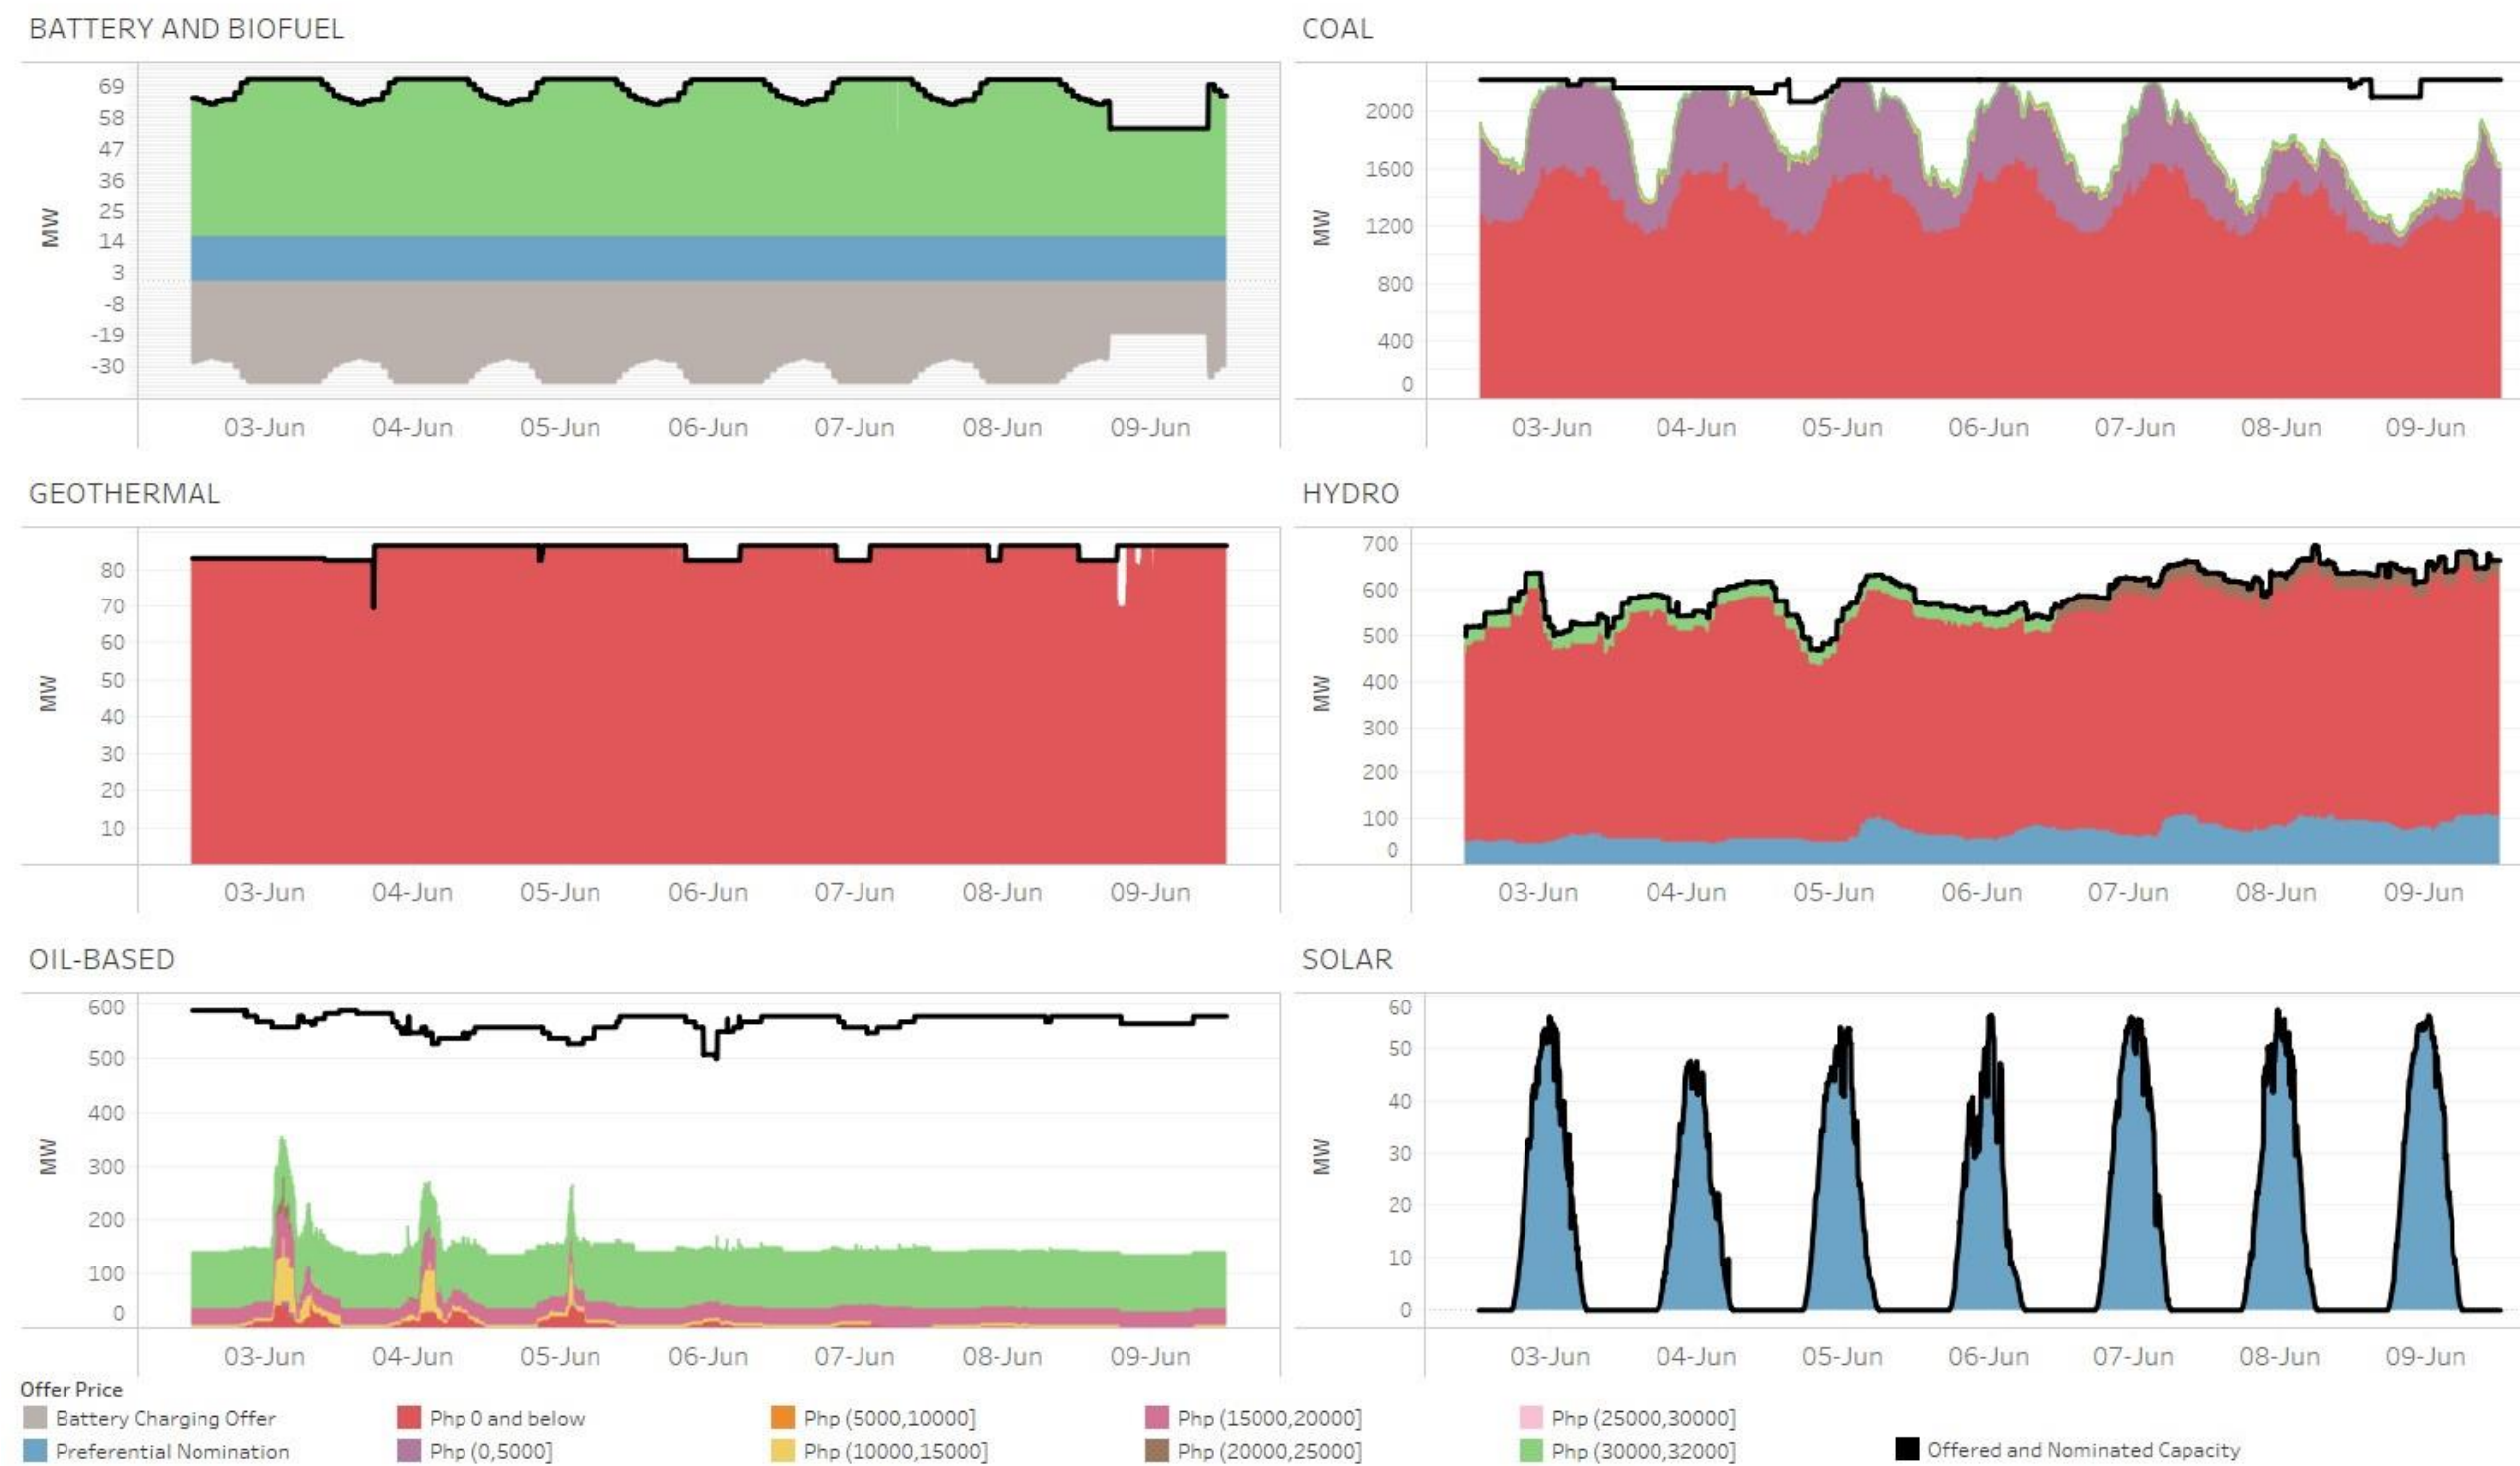 BATTERY AND BIOFUEL
69
58
47
36
25
14
3
-8
-19
-30
MW
03-Jun 04-Jun 05-Jun 06-Jun 07-Jun 08-Jun 09-Jun
COAL
2000
1600
1200
800
400
0
MW
03-Jun 04-Jun 05-Jun 06-Jun 07-Jun 08-Jun 09-Jun
GEOTHERMAL
80
70
60
50
40
30
20
10
MW
03-Jun 04-Jun 05-Jun 06-Jun 07-Jun 08-Jun 09-Jun
HYDRO
700
600
500
400
300
200
100
0
MW
03-Jun 04-Jun 05-Jun 06-Jun 07-Jun 08-Jun 09-Jun
OIL-BASED
600
500
400
300
200
100
0
MW
03-Jun 04-Jun 05-Jun 06-Jun 07-Jun 08-Jun 09-Jun
SOLAR
60
50
40
30
20
10
0
MW
03-Jun 04-Jun 05-Jun 06-Jun 07-Jun 08-Jun 09-Jun
Offer Price
Battery Charging Offer
Preferential Nomination
Php 0 and below
Php (0,5000]
Php (5000,10000]
Php (10000,15000]
Php (15000,20000]
Php (20000,25000]
Php (25000,30000]
Php (30000,32000]
Offered and Nominated Capacity